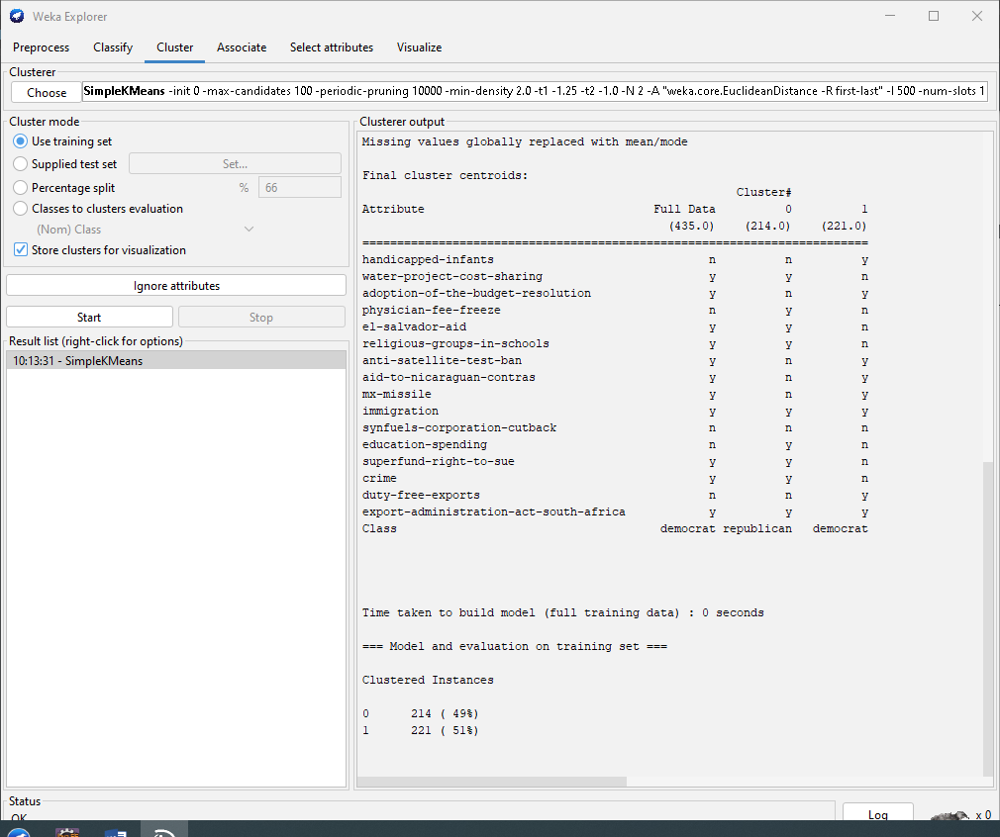 Weka Explorer
Preprocess Classify Cluster Associate Select attributes Visualize
Clusterer
Choose SimpleKMeans -init 0 -max-candidates 100 -periodic-pruning 10000 -min-density 2.0 -t1 -1.25 -t2 -1.0 -N 2 -A "weka.core.EuclideanDistance -R first-last" -I 500 -num-slots 1
Cluster mode
Use training set
Supplied test set Set...
Percentage split % 66
Classes to clusters evaluation
(Nom) Class
Store clusters for visualization
Ignore attributes
Start Stop
Result list (right-click for options)
10:13:31 - SimpleKMeans
Clusterer output
Missing values globally replaced with mean/mode
Final cluster centroids:
Cluster#
Attribute Full Data 0 1
(435.0) (214.0) (221.0)
==========================================================================
handicapped-infants n n y
water-project-cost-sharing y y n
adoption-of-the-budget-resolution y n y
physician-fee-freeze n y n
el-salvador-aid y y n
religious-groups-in-schools y y n
anti-satellite-test-ban y n y
aid-to-nicaraguan-contras y n y
mx-missile y n y
immigration y y y
synfuels-corporation-cutback n n n
education-spending n y n
superfund-right-to-sue y y n
crime y y n
duty-free-exports n n y
export-administration-act-south-africa y y y
Class democrat republican democrat
Time taken to build model (full training data) : 0 seconds
=== Model and evaluation on training set ===
Clustered Instances
0 214 ( 49%)
1 221 ( 51%)
Status
OK
Log x 0